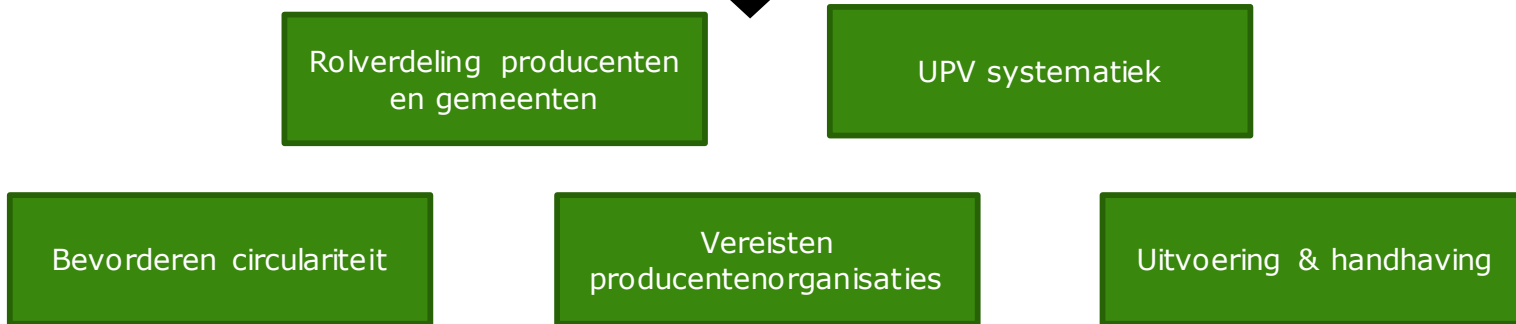 Rolverdeling producenten
en gemeenten
UPV systematiek
Bevorderen circulariteit
Vereisten
producentenorganisaties
Uitvoering & handhaving